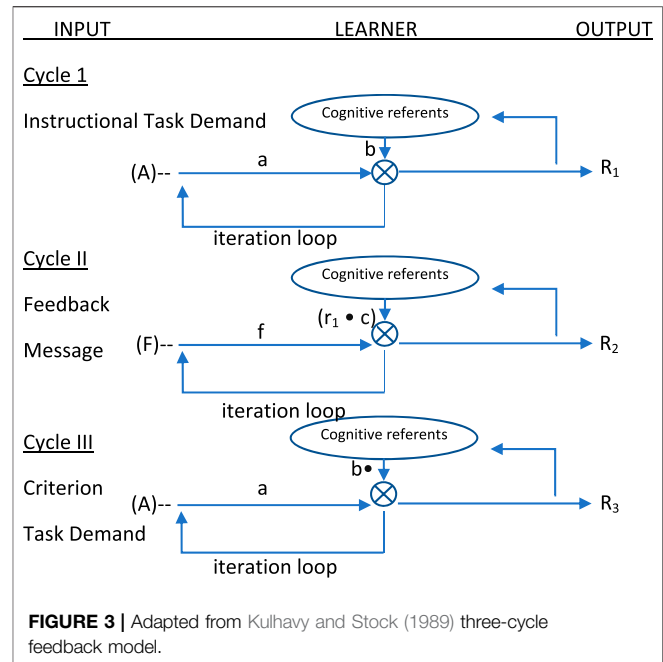 INPUT LEARNER OUTPUT
Cycle 1
Cognitive referents
Instructional Task Demand
b
a
(A)-- R₁
iteration loop
Cycle II
Cognitive referents
Feedback
(r₁ • c)
f
Message (F)-- R₂
iteration loop
Cycle III
Cognitive referents
b•
Criterion
a
(A)-- R₃
Task Demand
iteration loop
FIGURE 3 | Adapted from Kulhavy and Stock (1989) three-cycle
feedback model.